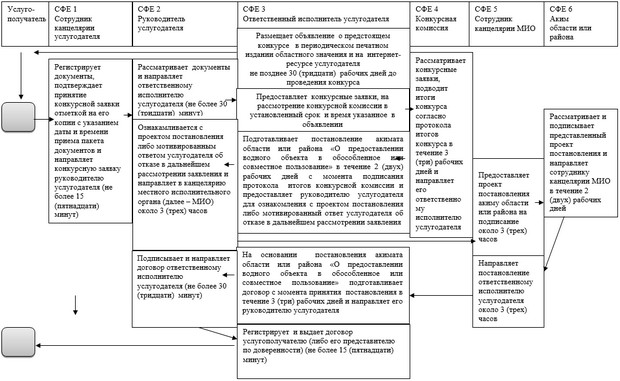 Услуго-
получатель
СФЕ 1
Сотрудник
канцелярии
услугодателя
СФЕ 2
Руководитель
услугодателя
СФЕ 3
Ответственный исполнитель услугодателя
СФЕ 4
Конкурсная
комиссия
СФЕ 5
Сотрудник
канцелярии МИО
СФЕ 6
Аким
области или
района
Размещает объявление о предстоящем
конкурсе в периодическом печатном
издании областного значения и на интернет-
ресурсе услугодателя
не позднее 30 (тридцати) рабочих дней до
проведения конкурса
Регистрирует
документы,
подтверждает
принятие
конкурсной заявки
отметкой на его
копии с указанием
даты и времени
приема пакета
документов и
направляет
конкурсную заявку
руководителю
услугодателя (не
более 15
(пятнадцати)
минут)
Рассматривает документы
и направляет
ответственному
исполнителю
услугодателя (не более 30
(тридцати) минут)
Предоставляет конкурсные заявки, на
рассмотрение конкурсной комиссии в
установленный срок и время указанное в
объявлении
Рассматривает
конкурсные
заявки,
подводит
итоги
конкурса
согласно
протокола
итогов
конкурса в
течение 3
(три) рабочих
дней и
направляет
его
ответственно
му
исполнителю
услугодателя
Ознакамливается с
проектом постановления
либо мотивированным
ответом услугодателя об
отказе в дальнейшем
рассмотрении заявления и
направляет в канцелярию
местного исполнительного
органа (далее – МИО)
около 3 (трех) часов
Подготавливает постановление акимата
области или района «О предоставлении
водного объекта в обособленное или
совместное пользование» в течение 2 (двух)
рабочих дней с момента подписания
протокола итогов конкурсной комиссии и
предоставляет руководителю услугодателя
для ознакомления с проектом постановления
либо мотивированный ответ услугодателя об
отказе в дальнейшем рассмотрении заявления
Предоставляет
проект
постановления
акиму области
или района на
подписание
около 3 (трех)
часов
Рассматривает и
подписывает
представленный
проект
постановления и
направляет
сотруднику
канцелярии МИО
в течение 2
(двух) рабочих
дней
Подписывает и направляет
договор ответственному
исполнителю
услугодателя (не более 30
(тридцати) минут)
На основании постановления акимата
области или района «О предоставлении
водного объекта в обособленное или
совместное пользование» подготавливает
договор с момента принятия постановления в
течение 3 (три) рабочих дней и направляет его
руководителю услугодателя
Направляет
постановление
ответственному
исполнителю
услугодателя
около 3 (трех)
часов
Регистрирует и выдает договор
услугополучателю (либо его представителю
по доверенности) (не более 15 (пятнадцати)
минут)